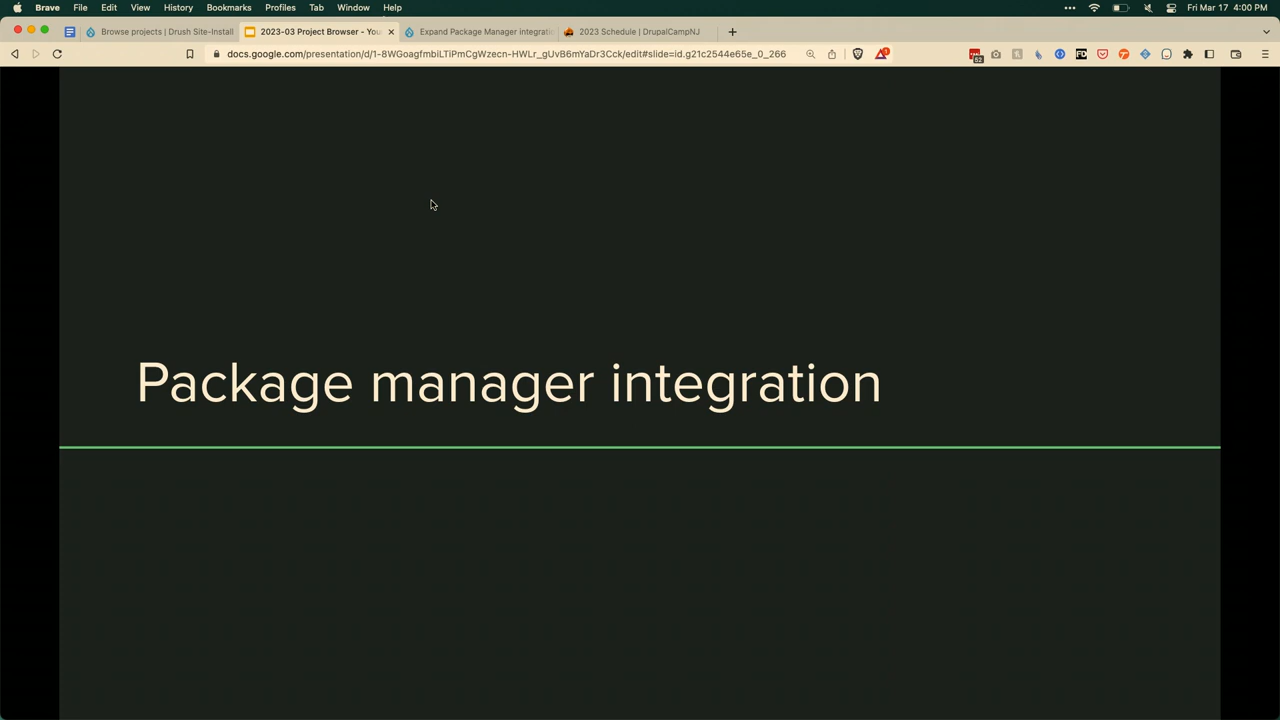 Brave File Edit View History Bookmarks Profiles Tab Window Help Fri Mar 17 4:00 PM
Browse projects | Drush Site-Install 2023-03 Project Browser - You Expand Package Manager integratio 2023 Schedule | DrupalCampNJ
docs.google.com/presentation/d/1-8WGoagfmbiLTiPmCgWzecn-HWLr_gUvB6mYaDr3Cck/edit#slide=id.g21c2544e65e_0_266
Package manager integration